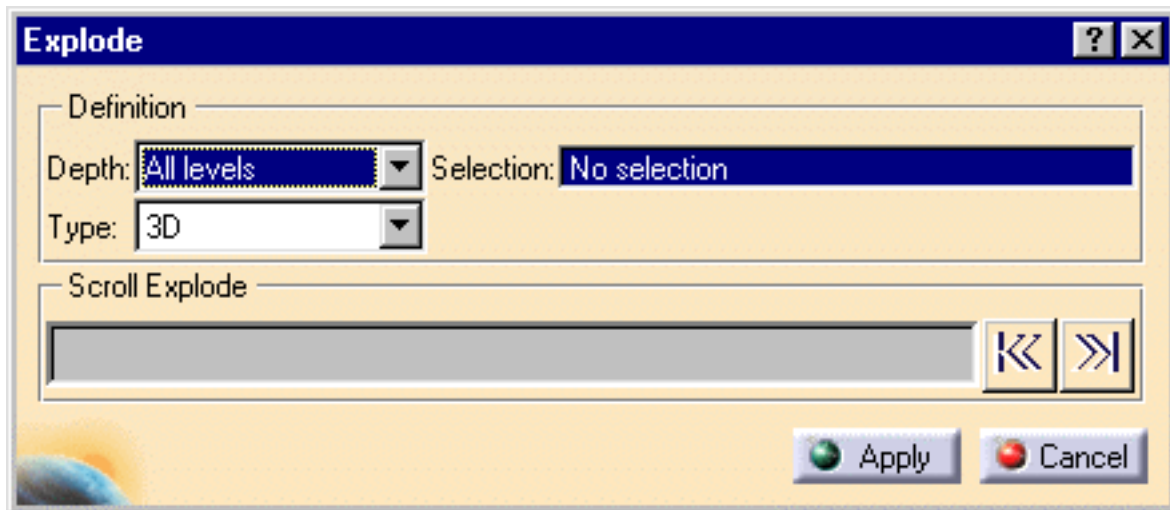 Explode
Definition
Depth: All levels Selection: No selection
Type: 3D
Scroll Explode
Apply Cancel